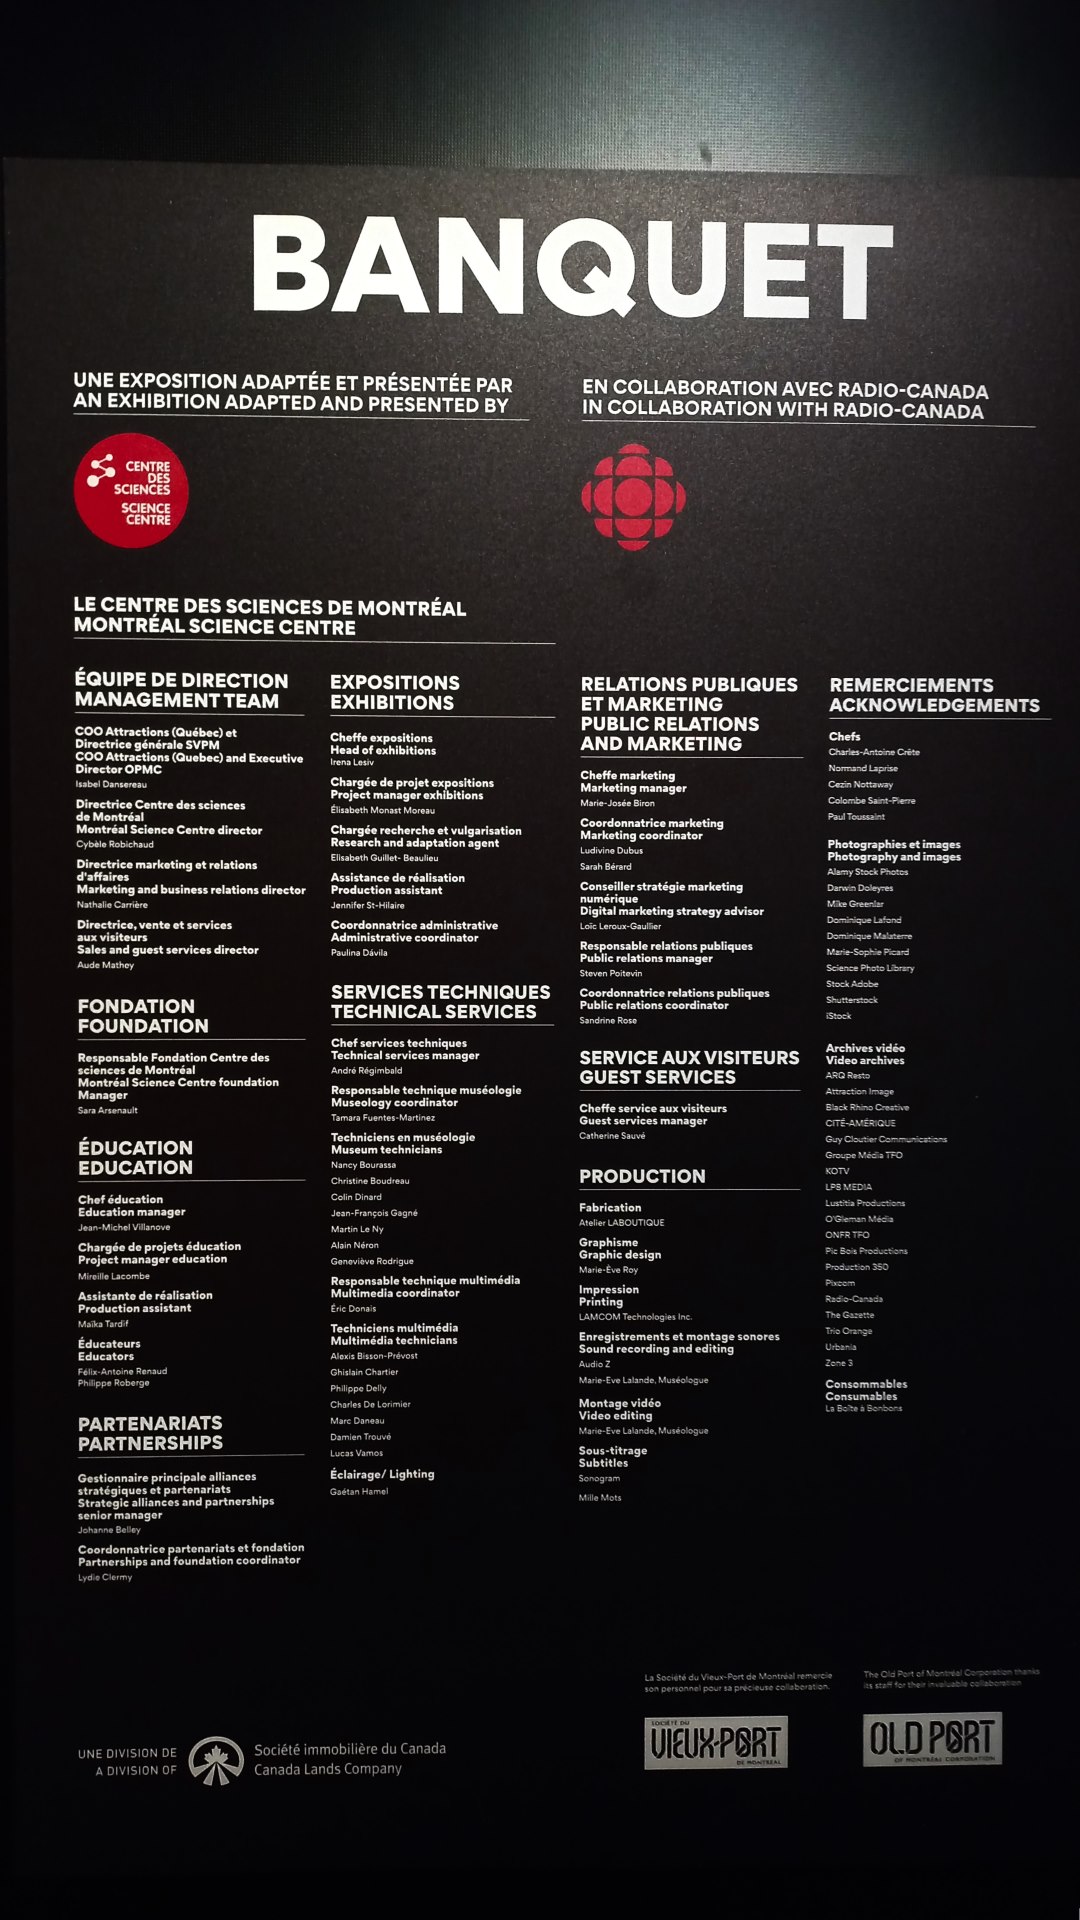 BANQUET
UNE EXPOSITION ADAPTÉE ET PRÉSENTÉE PAR
AN EXHIBITION ADAPTED AND PRESENTED BY
CENTRE
DES
SCIENCES
SCIENCE
CENTRE
EN COLLABORATION AVEC RADIO-CANADA
IN COLLABORATION WITH RADIO-CANADA
LE CENTRE DES SCIENCES DE MONTRÉAL
MONTRÉAL SCIENCE CENTRE
ÉQUIPE DE DIRECTION
MANAGEMENT TEAM
COO Attractions (Québec) et
Directrice générale SVPM
COO Attractions (Quebec) and Executive
Director OPMC
Isabel Dansereau
Directrice Centre des sciences
de Montréal
Montréal Science Centre director
Cybèle Robichaud
Directrice marketing et relations
d'affaires
Marketing and business relations director
Nathalie Carrière
Directrice, vente et services
aux visiteurs
Sales and guest services director
Aude Mathey
FONDATION
FOUNDATION
Responsable Fondation Centre des
sciences de Montréal
Montréal Science Centre foundation
Manager
Sara Arsenault
ÉDUCATION
EDUCATION
Chef éducation
Education manager
Jean-Michel Villanove
Chargée de projets éducation
Project manager education
Mireille Lacombe
Assistante de réalisation
Production assistant
Maïka Tardif
Éducateurs
Educators
Félix-Antoine Renaud
Philippe Roberge
PARTENARIATS
PARTNERSHIPS
Gestionnaire principale alliances
stratégiques et partenariats
Strategic alliances and partnerships
senior manager
Johanne Belley
Coordonnatrice partenariats et fondation
Partnerships and foundation coordinator
Lydie Clermy
EXPOSITIONS
EXHIBITIONS
Cheffe expositions
Head of exhibitions
Irena Lesiv
Chargée de projet expositions
Project manager exhibitions
Élisabeth Monast Moreau
Chargée recherche et vulgarisation
Research and adaptation agent
Elisabeth Guillet- Beaulieu
Assistance de réalisation
Production assistant
Jennifer St-Hilaire
Coordonnatrice administrative
Administrative coordinator
Paulina Dávila
SERVICES TECHNIQUES
TECHNICAL SERVICES
Chef services techniques
Technical services manager
André Régimbald
Responsable technique muséologie
Museology coordinator
Tamara Fuentes-Martinez
Techniciens en muséologie
Museum technicians
Nancy Bourassa
Christine Boudreau
Colin Dinard
Jean-François Gagné
Martin Le Ny
Alain Néron
Geneviève Rodrigue
Responsable technique multimédia
Multimedia coordinator
Éric Donais
Techniciens multimédia
Multimedia technicians
Alexis Bisson-Prévost
Ghislain Chartier
Philippe Delly
Charles De Lorimier
Marc Daneau
Damien Trouvé
Lucas Vamos
Éclairage/ Lighting
Gaétan Hamel
RELATIONS PUBLIQUES
ET MARKETING
PUBLIC RELATIONS
AND MARKETING
Cheffe marketing
Marketing manager
Marie-Josée Biron
Coordonnatrice marketing
Marketing coordinator
Ludivine Dubus
Sarah Bérard
Conseiller stratégie marketing
numérique
Digital marketing strategy advisor
Loïc Leroux-Gaullier
Responsable relations publiques
Public relations manager
Steven Poitevin
Coordonnatrice relations publiques
Public relations coordinator
Sandrine Rose
SERVICE AUX VISITEURS
GUEST SERVICES
Cheffe service aux visiteurs
Guest services manager
Catherine Sauvé
PRODUCTION
Fabrication
Atelier LABOUTIQUE
Graphisme
Graphic design
Marie-Ève Roy
Impression
Printing
LAMCOM Technologies Inc.
Enregistrements et montage sonores
Sound recording and editing
Audio Z
Marie-Eve Lalande, Muséologue
Montage vidéo
Video editing
Marie-Eve Lalande, Muséologue
Sous-titrage
Subtitles
Sonogram
Mille Mots
REMERCIEMENTS
ACKNOWLEDGEMENTS
Chefs
Charles-Antoine Crête
Normand Laprise
Cezin Nottaway
Colombe Saint-Pierre
Paul Toussaint
Photographies et images
Photography and images
Alamy Stock Photos
Darwin Doleyres
Mike Greenlar
Dominique Lafond
Dominique Malaterre
Marie-Sophie Picard
Science Photo Library
Stock Adobe
Shutterstock
iStock
Archives vidéo
Video archives
ARQ Resto
Attraction Image
Black Rhino Creative
CITÉ-AMÉRIQUE
Guy Cloutier Communications
Groupe Média TFO
KOTV
LP8 MEDIA
Lustitia Productions
O'Gleman Média
ONFR TFO
Pic Bois Productions
Production 350
Pixcom
Radio-Canada
The Gazette
Trio Orange
Urbania
Zone 3
Consommables
Consumables
La Boîte à Bonbons
La Société du Vieux-Port de Montréal remercie
son personnel pour sa précieuse collaboration.
The Old Port of Montréal Corporation thanks
its staff for their invaluable collaboration
SOCIÉTÉ DU
VIEUX-PORT
DE MONTRÉAL
OLD PORT
OF MONTRÉAL CORPORATION
UNE DIVISION DE
A DIVISION OF
Société immobilière du Canada
Canada Lands Company